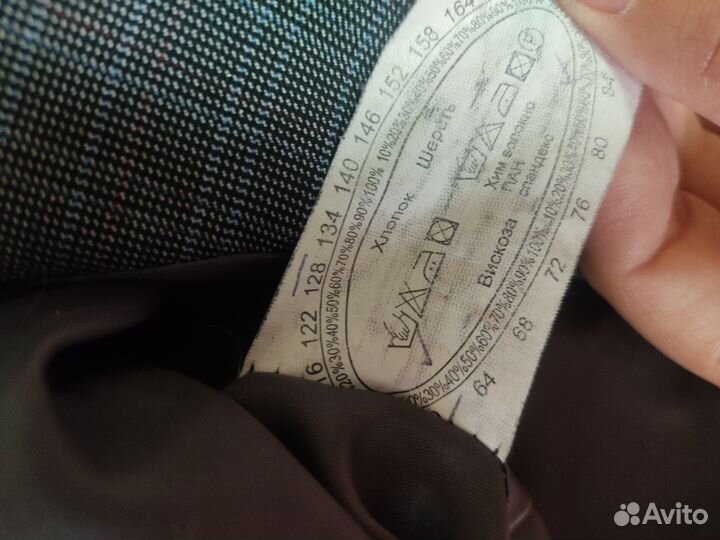 16 122 128 134 140 146 152 158 164
20%30%40%50%60%70%80%90%100% 10%20%30%40%50%60%70%80%90%
Хлопок Шерсть
Вискоза
Хим волокно
ПАН
спандекс
64 68 72 76 80 84
Avito